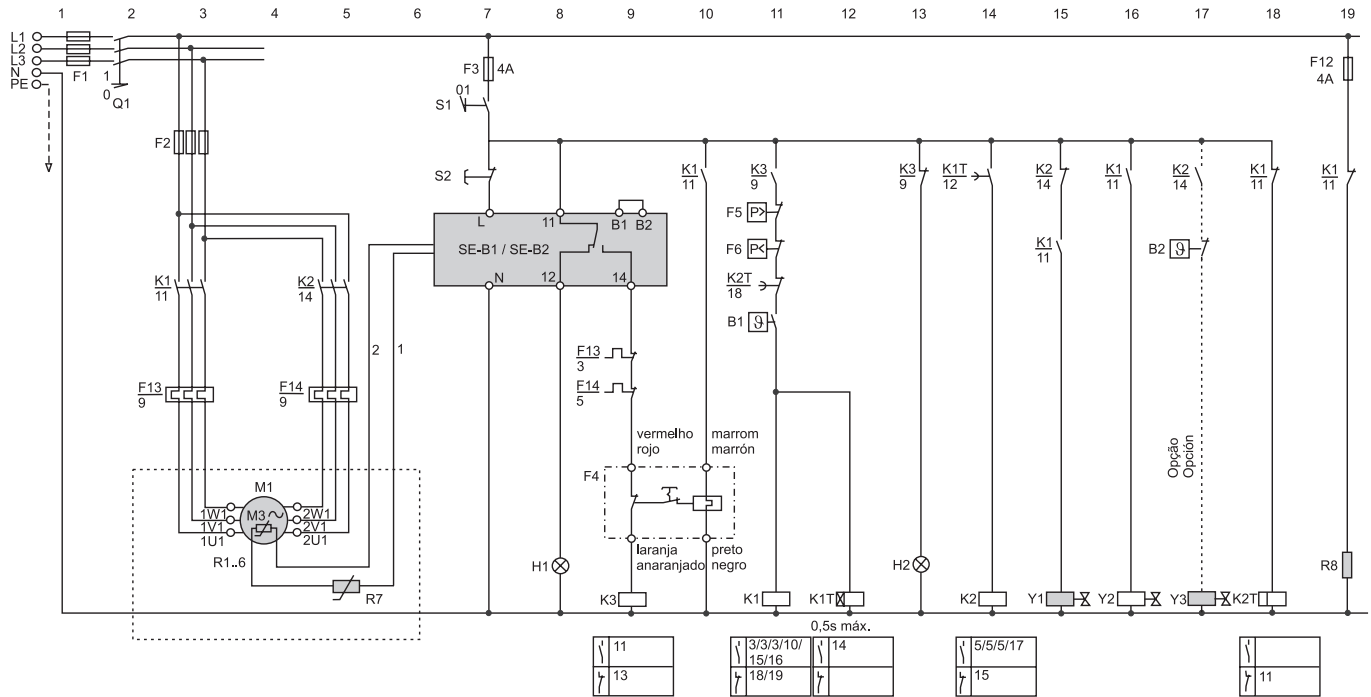 1 2 3 4 5 6 7 8 9 10 11 12 13 14 15 16 17 18 19
L1
L2
L3
N
PE
F1
1
0
Q1
F2
F3 4A
01
S1
S2
F12
4A
K1
11
K3
9
K3
9
K1T
12
K2
14
K1
11
K2
14
K1
11
K1
11
L
11
B1
B2
SE-B1 / SE-B2
N
12
14
F5 P>
F6 P<
K2T
18
B1 ϑ
K1
11
B2 ϑ
K1
11
K2
14
2
1
F13
3
F14
5
F13
9
F14
9
vermelho
rojo
marrom
marrón
F4
laranja
anaranjado
preto
negro
Opção
Opción
M1
M3 ~
1W1
1V1
1U1
2W1
2V1
2U1
R1..6
R7
H1
H2
R8
K3
K1
K1T
K2
Y1
Y2
Y3
K2T
0,5s máx.
11
13
3/3/3/10/
15/16
18/19
14
5/5/5/17
15
11